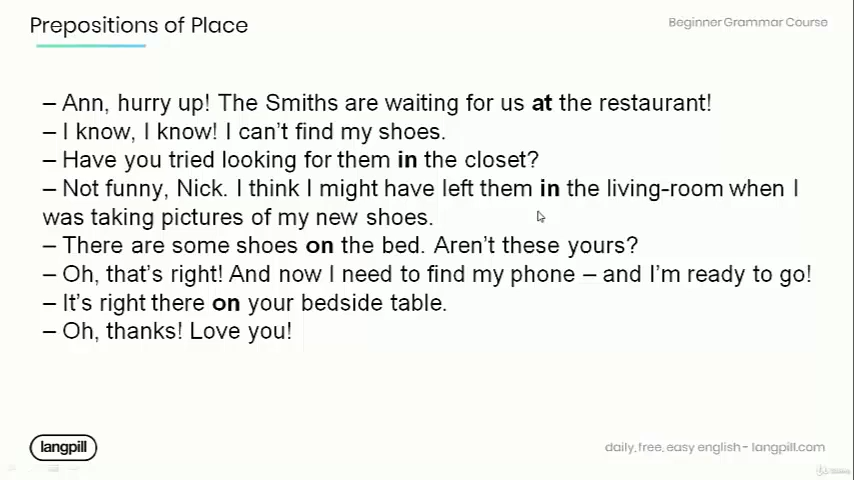 Prepositions of Place
Beginner Grammar Course
– Ann, hurry up! The Smiths are waiting for us at the restaurant!
– I know, I know! I can't find my shoes.
– Have you tried looking for them in the closet?
– Not funny, Nick. I think I might have left them in the living-room when I
was taking pictures of my new shoes.
– There are some shoes on the bed. Aren't these yours?
– Oh, that's right! And now I need to find my phone – and I'm ready to go!
– It's right there on your bedside table.
– Oh, thanks! Love you!
langpill
daily, free, easy english - langpill.com